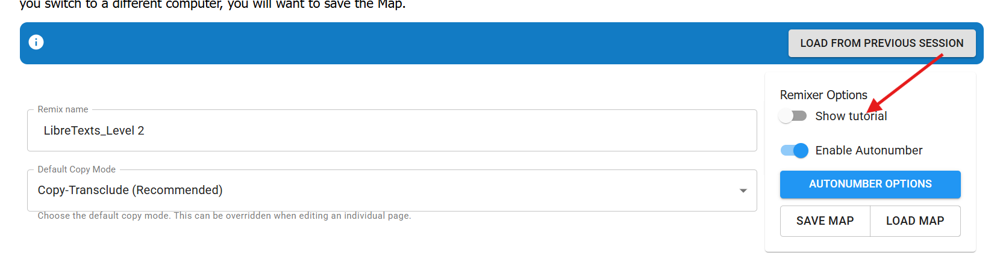 you switch to a different computer, you will want to save the Map.
LOAD FROM PREVIOUS SESSION
Remix name
LibreTexts_Level 2
Default Copy Mode
Copy-Transclude (Recommended)
Choose the default copy mode. This can be overridden when editing an individual page.
Remixer Options
Show tutorial
Enable Autonumber
AUTONUMBER OPTIONS
SAVE MAP
LOAD MAP